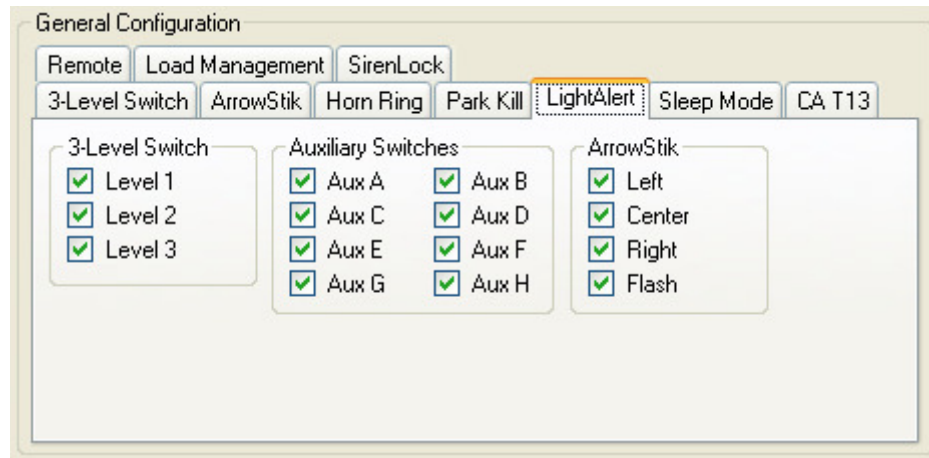 General Configuration
Remote Load Management SirenLock
3-Level Switch ArrowStik Horn Ring Park Kill LightAlert Sleep Mode CA T13
3-Level Switch Auxiliary Switches ArrowStik
Level 1 Aux A Aux B Left
Level 2 Aux C Aux D Center
Level 3 Aux E Aux F Right
Aux G Aux H Flash